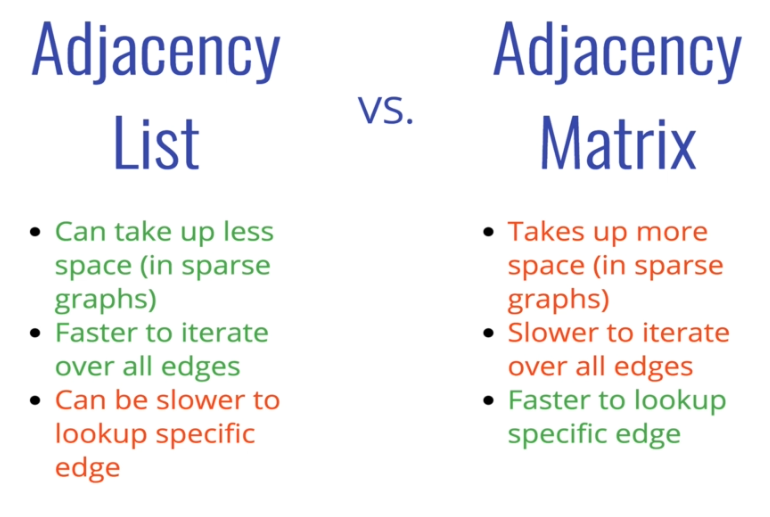 Adjacency
List
vs.
Adjacency
Matrix
• Can take up less
space (in sparse
graphs)
• Faster to iterate
over all edges
• Can be slower to
lookup specific
edge
• Takes up more
space (in sparse
graphs)
• Slower to iterate
over all edges
• Faster to lookup
specific edge